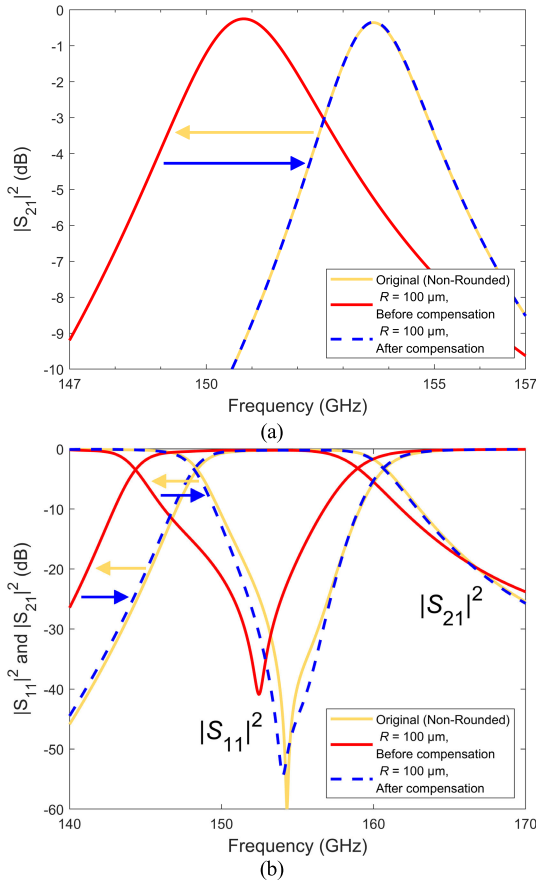 0
-1
-2
-3
-4
-5
-6
-7
-8
-9
-10
|S21|² (dB)
Original (Non-Rounded)
R = 100 μm,
Before compensation
R = 100 μm,
After compensation
147 150 155 157
Frequency (GHz)
(a)
0
-10
-20
-30
-40
-50
-60
|S11|² and |S21|² (dB)
|S21|²
|S11|²
Original (Non-Rounded)
R = 100 μm,
Before compensation
R = 100 μm,
After compensation
140 150 160 170
Frequency (GHz)
(b)